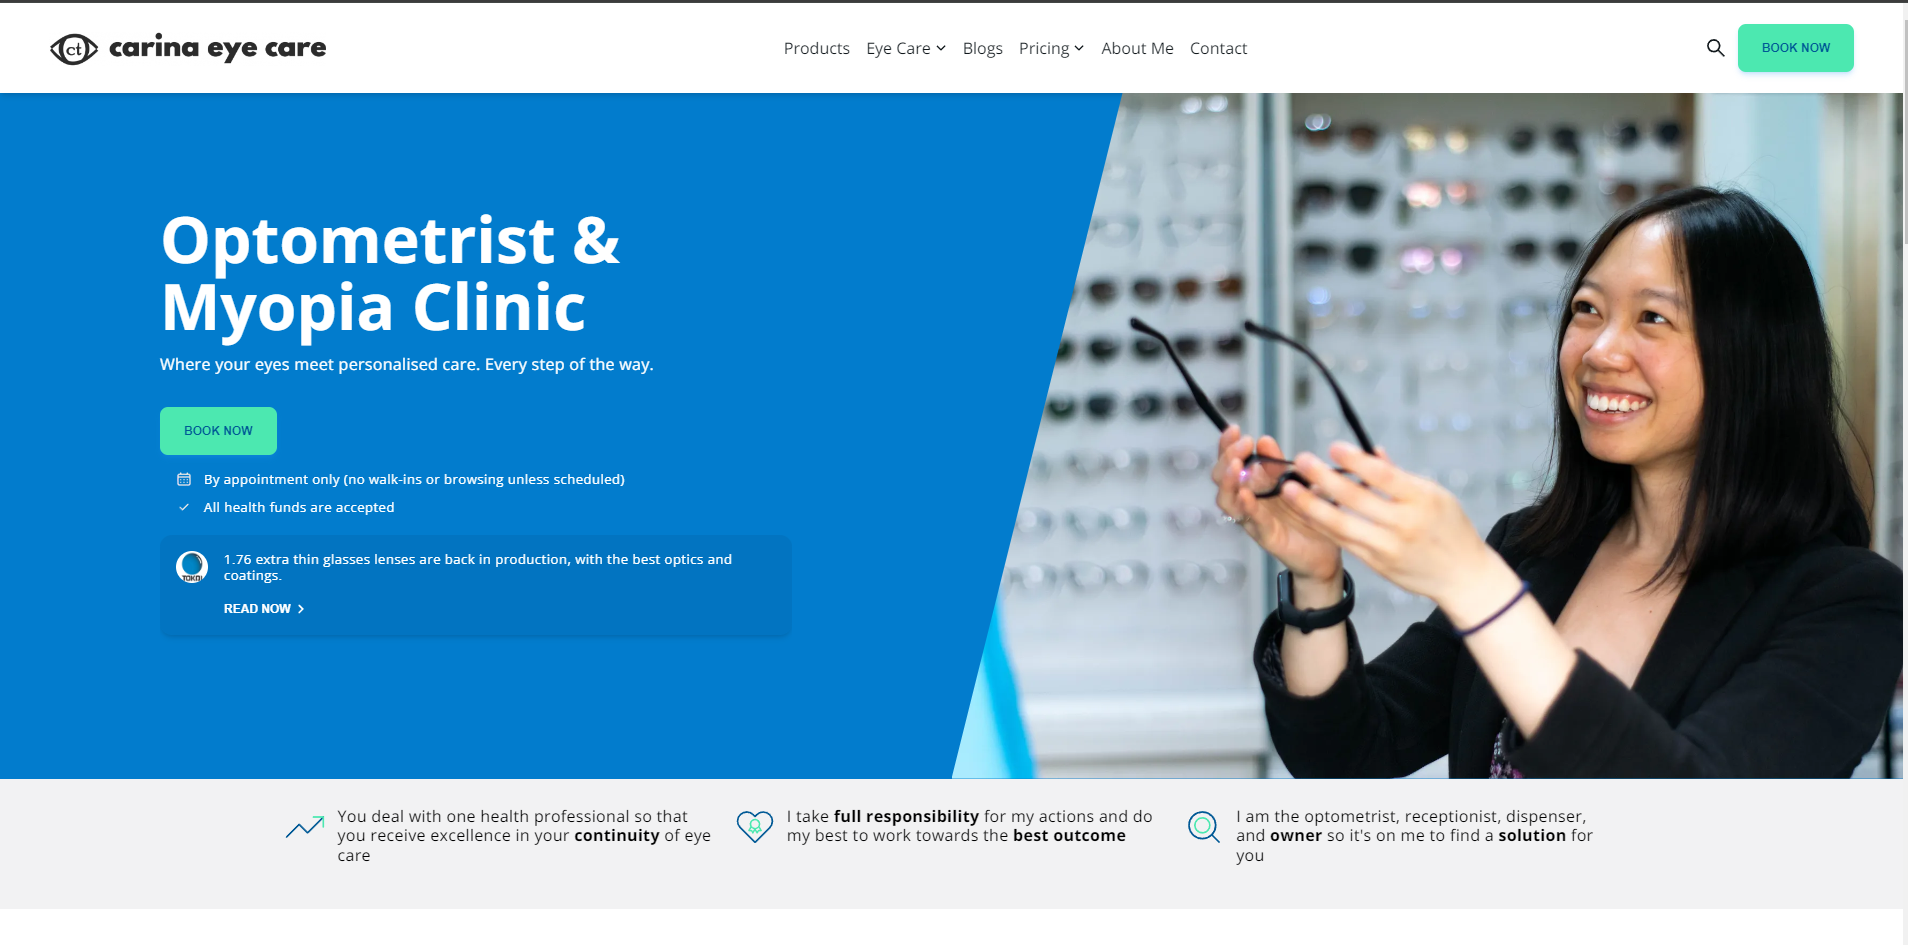 ct carina eye care
Products Eye Care Blogs Pricing About Me Contact
BOOK NOW
Optometrist &
Myopia Clinic
Where your eyes meet personalised care. Every step of the way.
BOOK NOW
By appointment only (no walk-ins or browsing unless scheduled)
All health funds are accepted
TOKAI
1.76 extra thin glasses lenses are back in production, with the best optics and
coatings.
READ NOW
You deal with one health professional so that
you receive excellence in your continuity of eye
care
I take full responsibility for my actions and do
my best to work towards the best outcome
I am the optometrist, receptionist, dispenser,
and owner so it's on me to find a solution for
you